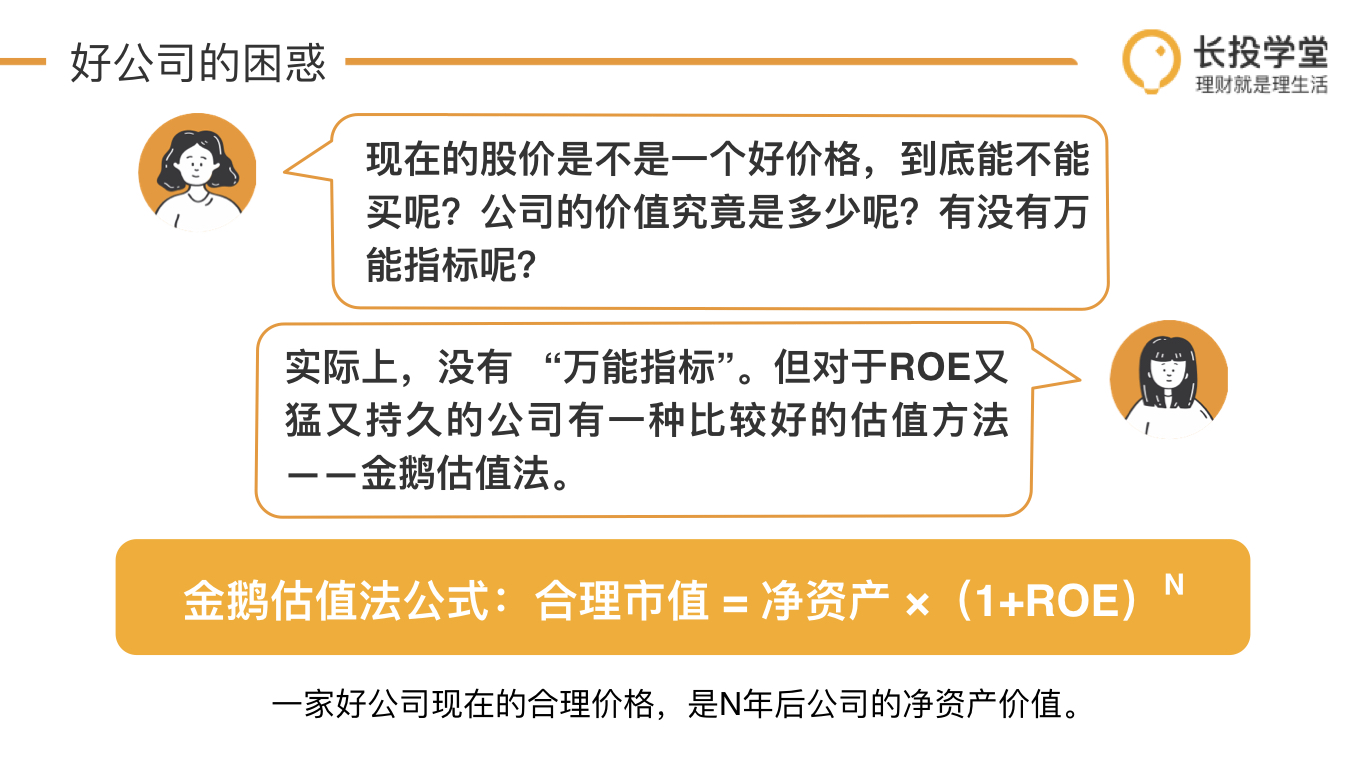 好公司的困惑
长投学堂
理财就是理生活
现在的股价是不是一个好价格，到底能不能
买呢？公司的价值究竟是多少呢？有没有万
能指标呢？
实际上，没有 “万能指标”。但对于ROE又
猛又持久的公司有一种比较好的估值方法
——金鹅估值法。
金鹅估值法公式：合理市值 = 净资产 ×（1+ROE）N
一家好公司现在的合理价格，是N年后公司的净资产价值。